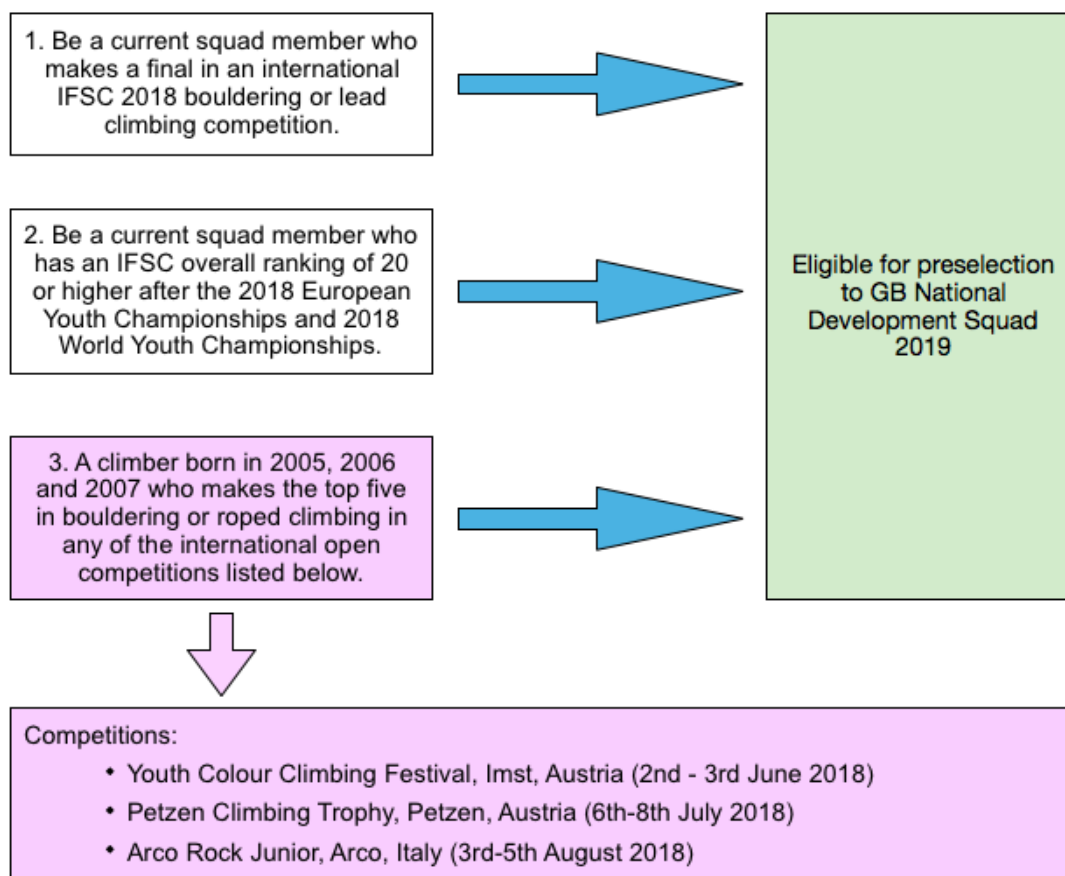 1. Be a current squad member who
makes a final in an international
IFSC 2018 bouldering or lead
climbing competition.
2. Be a current squad member who
has an IFSC overall ranking of 20
or higher after the 2018 European
Youth Championships and 2018
World Youth Championships.
Eligible for preselection
to GB National
Development Squad
2019
3. A climber born in 2005, 2006
and 2007 who makes the top five
in bouldering or roped climbing in
any of the international open
competitions listed below.
Competitions:
• Youth Colour Climbing Festival, Imst, Austria (2nd - 3rd June 2018)
• Petzen Climbing Trophy, Petzen, Austria (6th-8th July 2018)
• Arco Rock Junior, Arco, Italy (3rd-5th August 2018)